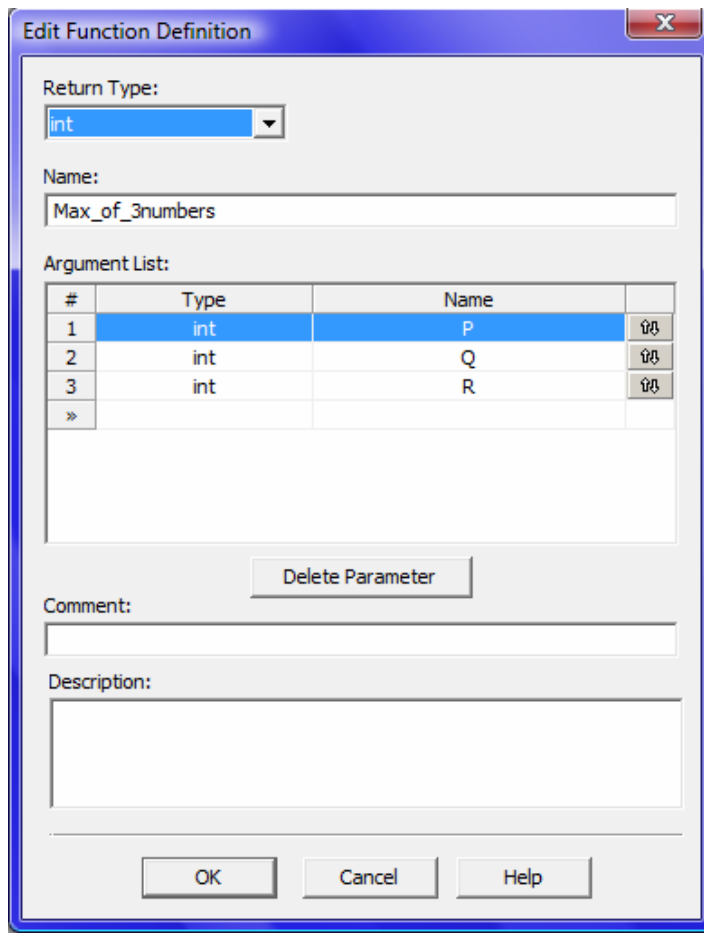 Edit Function Definition
Return Type:
int
Name:
Max_of_3numbers
Argument List:
# Type Name
1 int P
2 int Q
3 int R
»
Delete Parameter
Comment:
Description:
OK Cancel Help